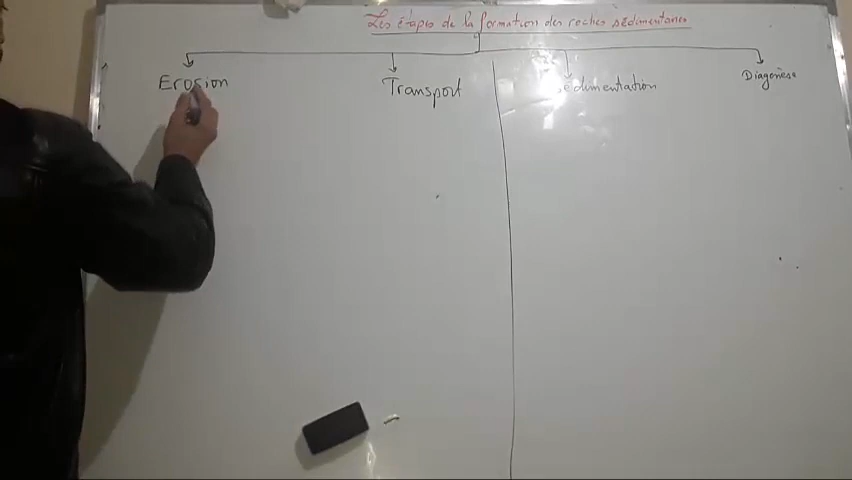 Les étapes de la formation des roches sédimentaires
Erosion
Transport
Sédimentation
Diagenèse